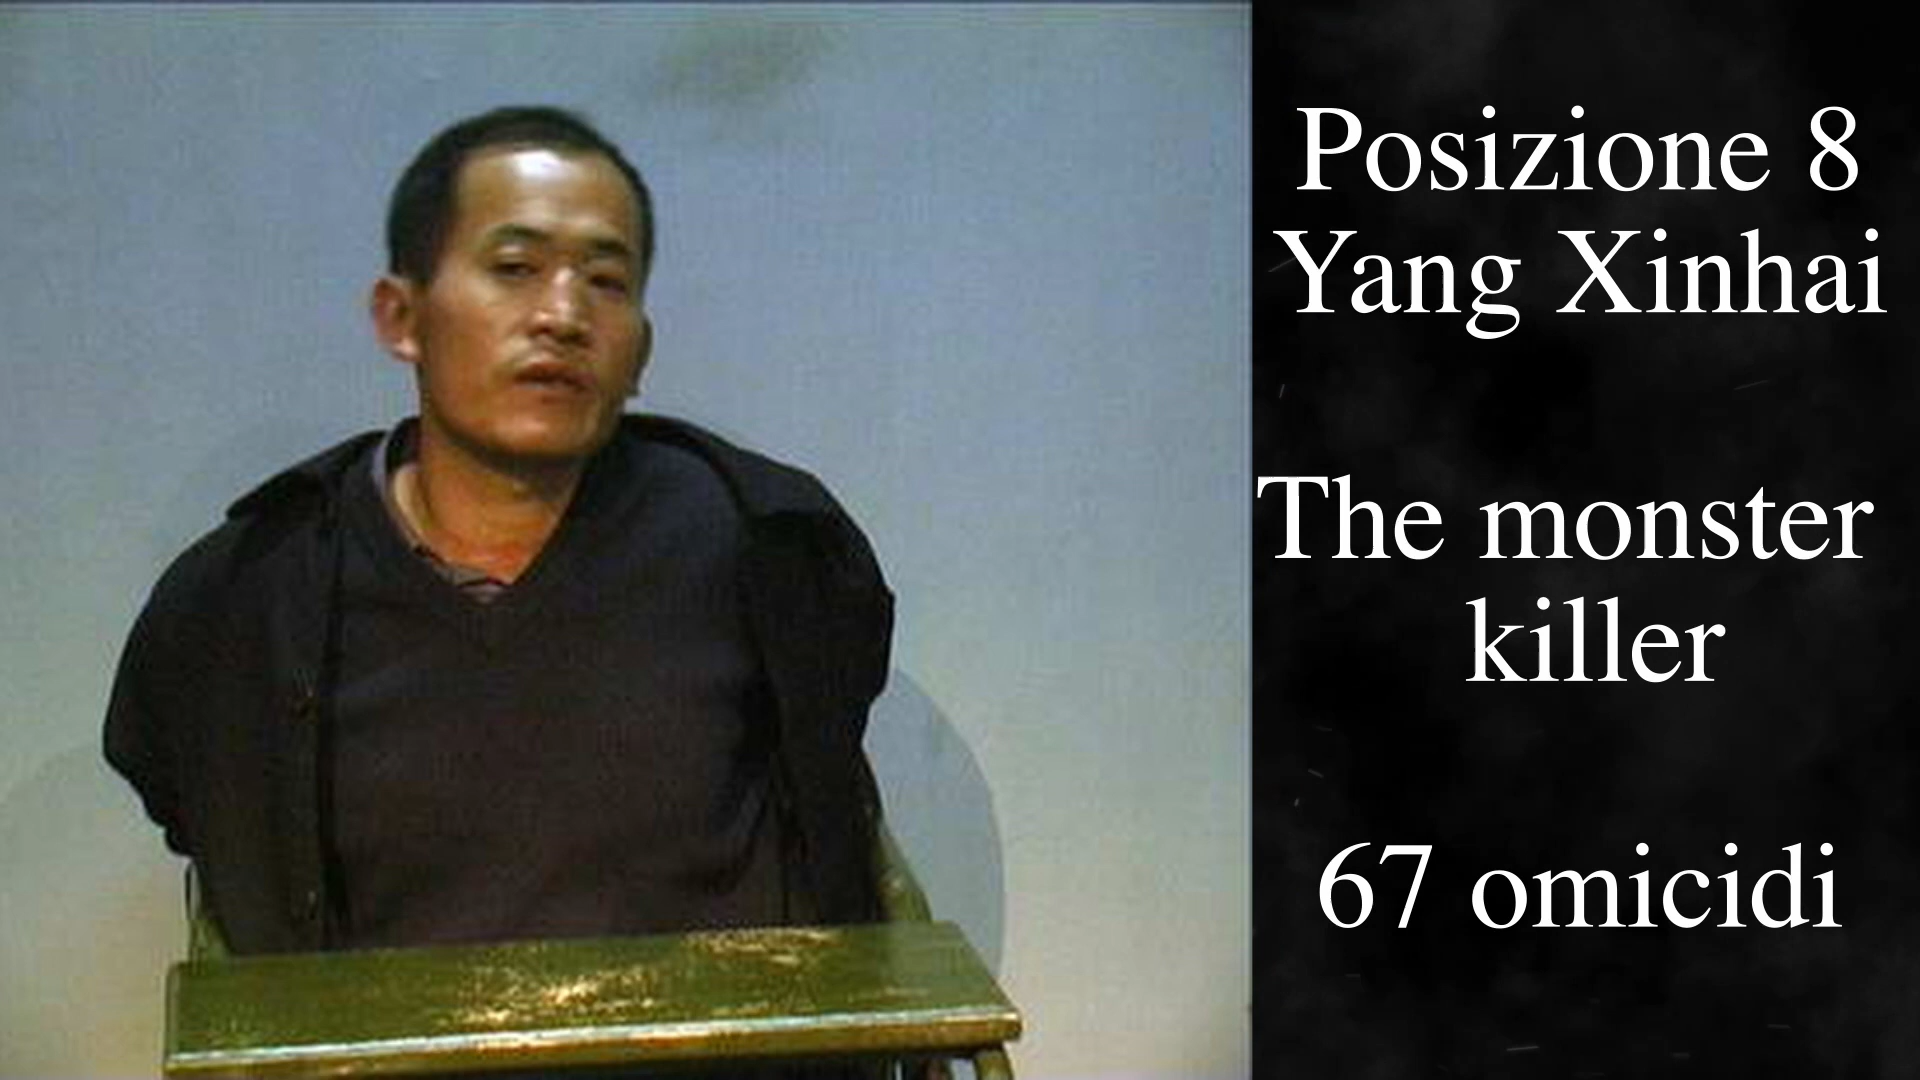 Posizione 8
Yang Xinhai
The monster
killer
67 omicidi